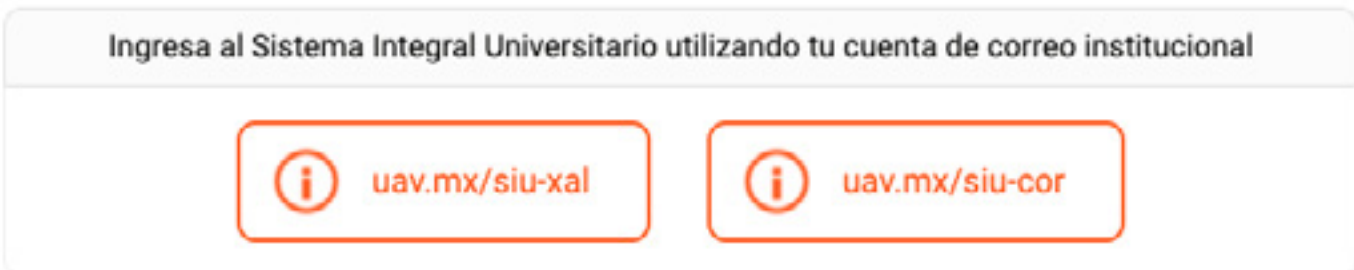 Ingresa al Sistema Integral Universitario utilizando tu cuenta de correo institucional
uav.mx/siu-xal
uav.mx/siu-cor